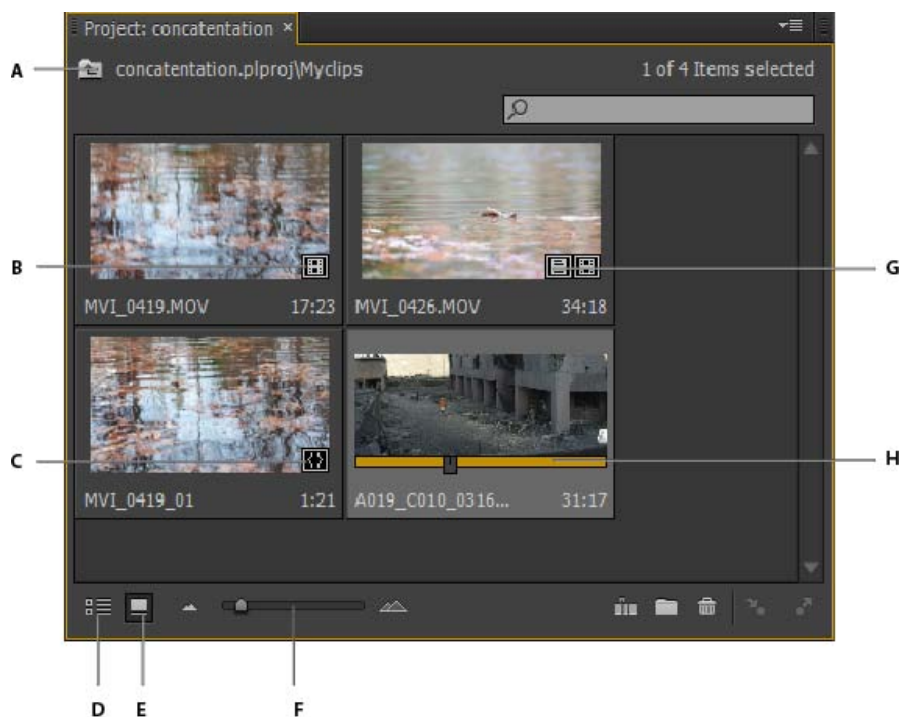 Project: concatentation ×
A
concatentation.plproj\Myclips
1 of 4 Items selected
B
G
MVI_0419.MOV 17:23
MVI_0426.MOV 34:18
C
H
MVI_0419_01 1:21
A019_C010_0316... 31:17
D
E
F